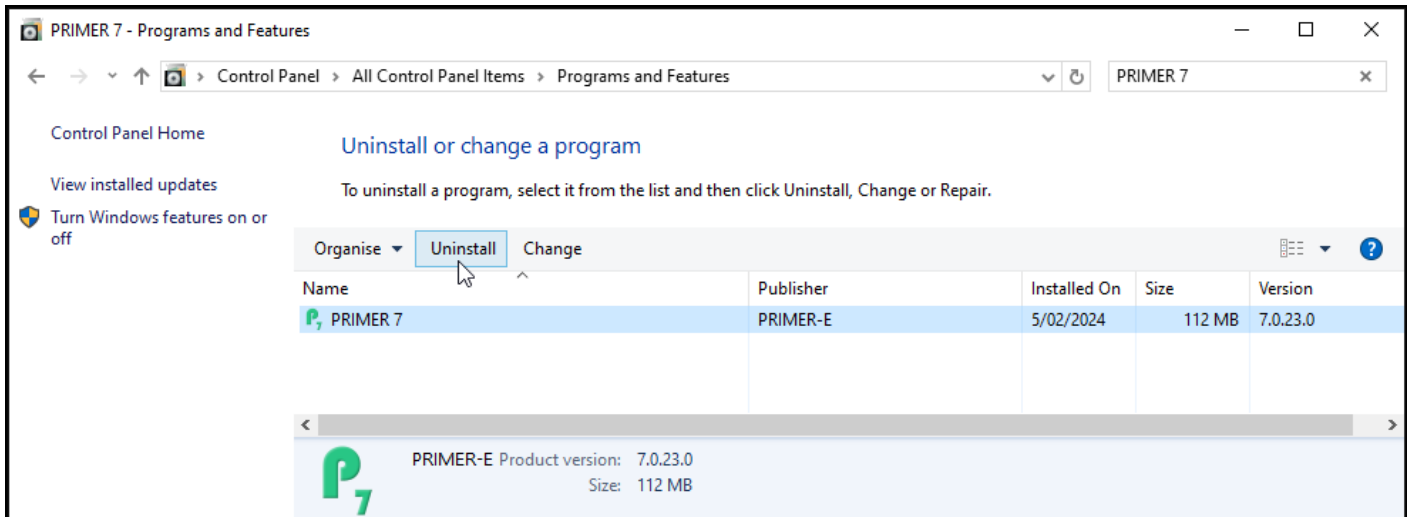 PRIMER 7 - Programs and Features
Control Panel > All Control Panel Items > Programs and Features
PRIMER 7
Control Panel Home
Uninstall or change a program
View installed updates
To uninstall a program, select it from the list and then click Uninstall, Change or Repair.
Turn Windows features on or
off
Organise Uninstall Change
Name Publisher Installed On Size Version
P7 PRIMER 7 PRIMER-E 5/02/2024 112 MB 7.0.23.0
PRIMER-E Product version: 7.0.23.0
Size: 112 MB
P7